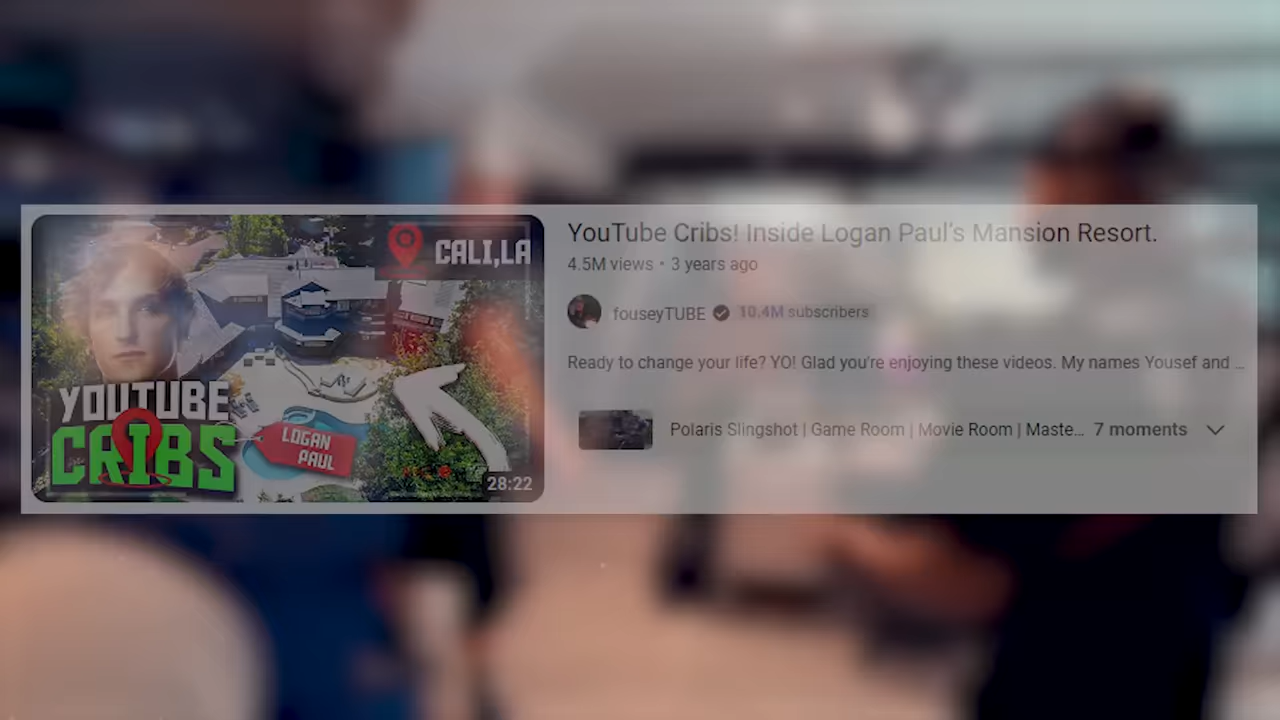 CALI,LA
YOUTUBE
CRIBS
LOGAN
PAUL
28:22
YouTube Cribs! Inside Logan Paul's Mansion Resort.
4.5M views • 3 years ago
fouseyTUBE 10.4M subscribers
Ready to change your life? YO! Glad you're enjoying these videos. My names Yousef and ...
Polaris Slingshot | Game Room | Movie Room | Maste... 7 moments